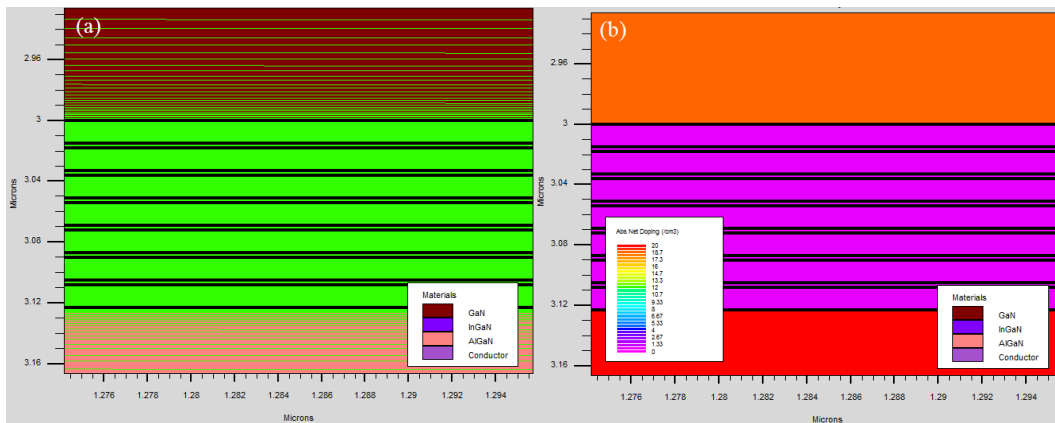 (a)
2.96
3
3.04
3.08
3.12
3.16
Microns
1.276
1.278
1.28
1.282
1.284
1.286
1.288
1.29
1.292
1.294
Microns
Materials
GaN
InGaN
AlGaN
Conductor
(b)
2.96
3
3.04
3.08
3.12
3.16
Microns
1.276
1.278
1.28
1.282
1.284
1.286
1.288
1.29
1.292
1.294
Microns
Abs Net Doping (/cm3)
20
18.7
17.3
16
14.7
13.3
12
10.7
9.33
8
6.67
5.33
4
2.67
1.33
0
Materials
GaN
InGaN
AlGaN
Conductor